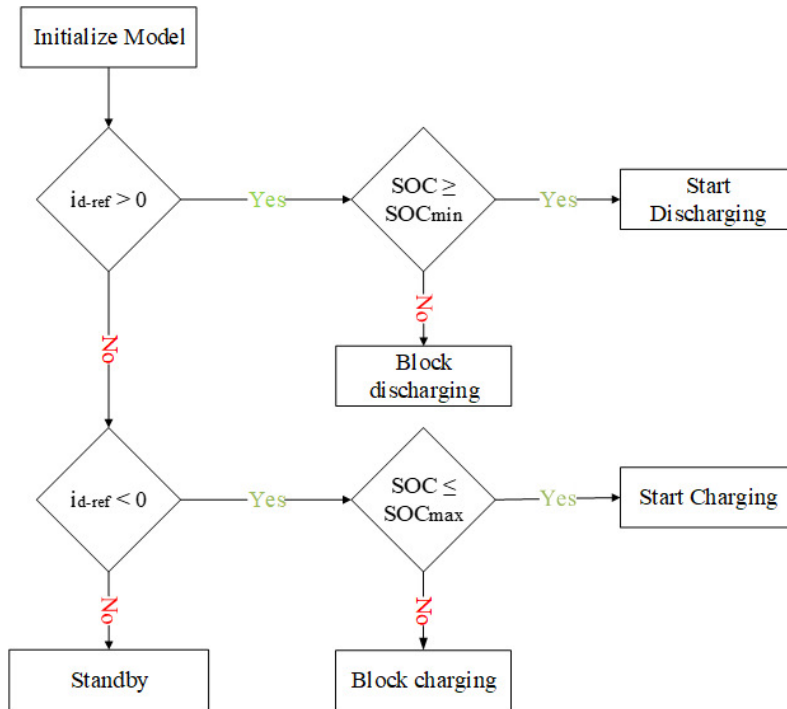 Initialize Model
id-ref > 0
Yes
SOC ≥
SOCmin
Yes
Start
Discharging
No
No
Block
discharging
id-ref < 0
Yes
SOC ≤
SOCmax
Yes
Start Charging
No
No
Standby
Block charging